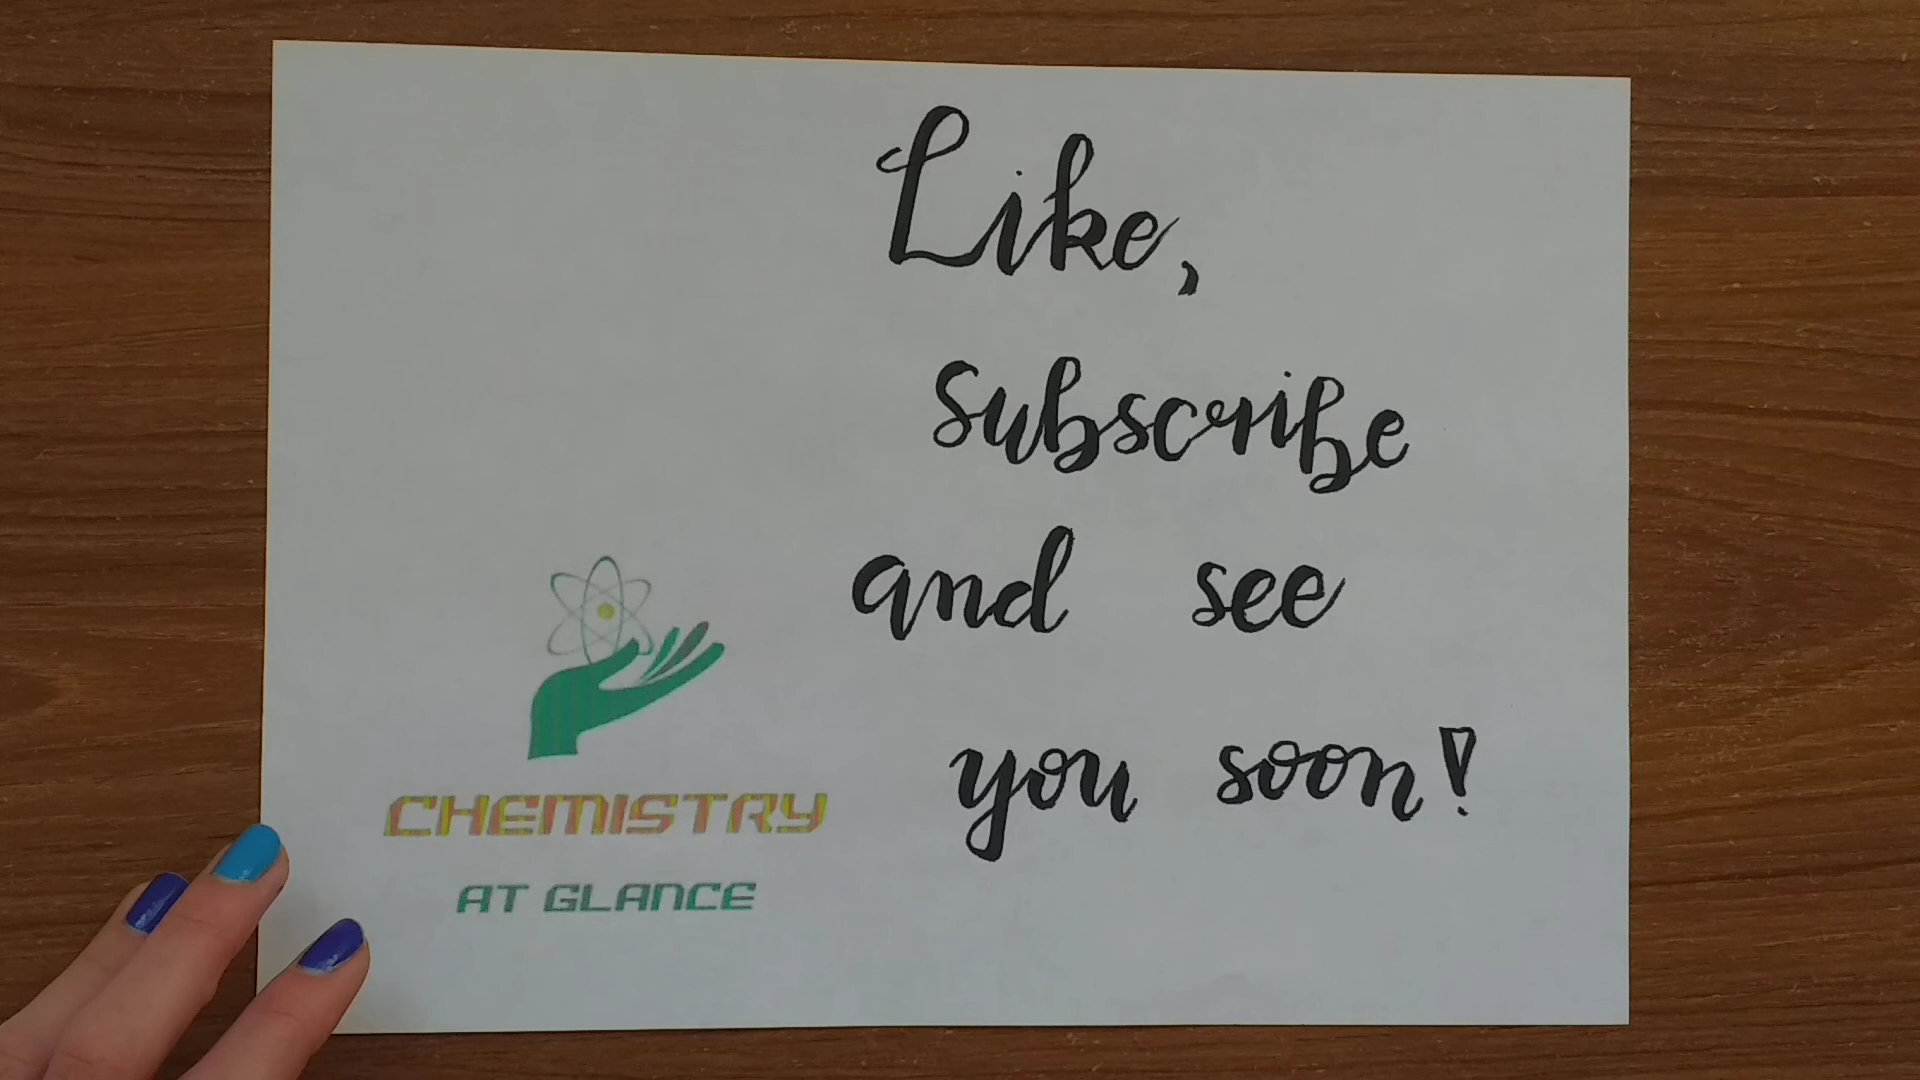 Like,
subscribe
and see
you soon!
CHEMISTRY
AT GLANCE